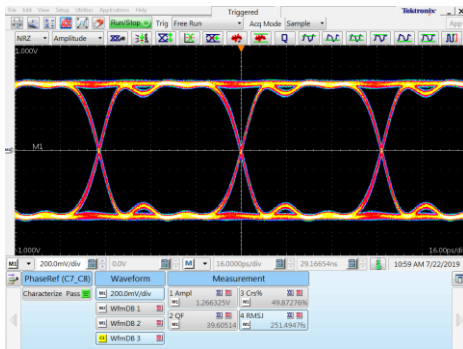 File Edit View Setup Utilities Applications Help Triggered Tektronix
Run/Stop Trig Free Run Acq Mode Sample App
NRZ Amplitude
1.000V
M1
-1.000V 16.00ps/di
M1 200.0mV/div 0.0V M 16.0000ps/div 29.16654ns 10:59 AM 7/22/2019
PhaseRef (C7_C8) Waveform Measurement
Characterize Pass M1 200.0mV/div 1 Ampl 3 Crs%
M1 1.266325V M1 49.87276%
M1 WfmDB 1 2 QF 4 RMSJ
M1 WfmDB 2 M1 39.60514 M1 251.4947fs
WfmDB 3